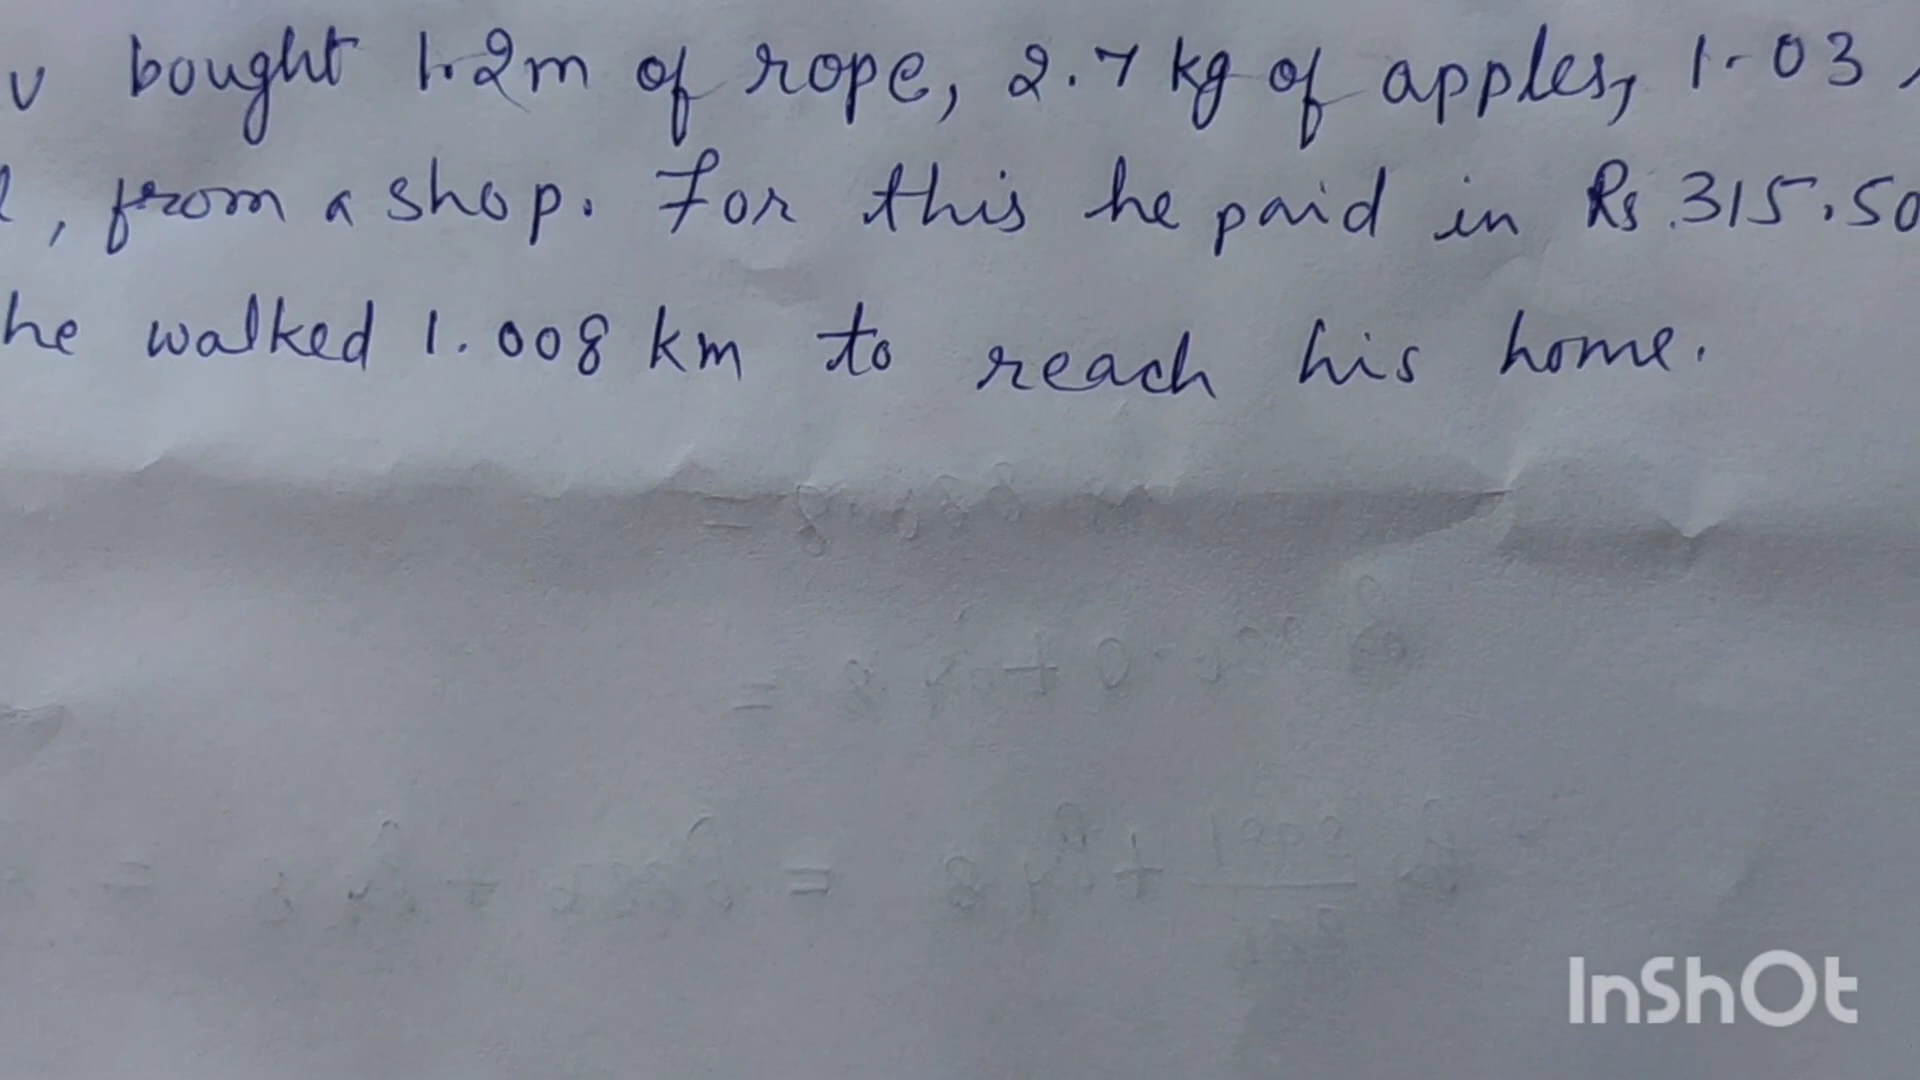 v bought 1.2m of rope, 2.7 kg of apples, 1.03
, from a shop. For this he paid in Rs.315.50
he walked 1.008 km to reach his home.
InShOt